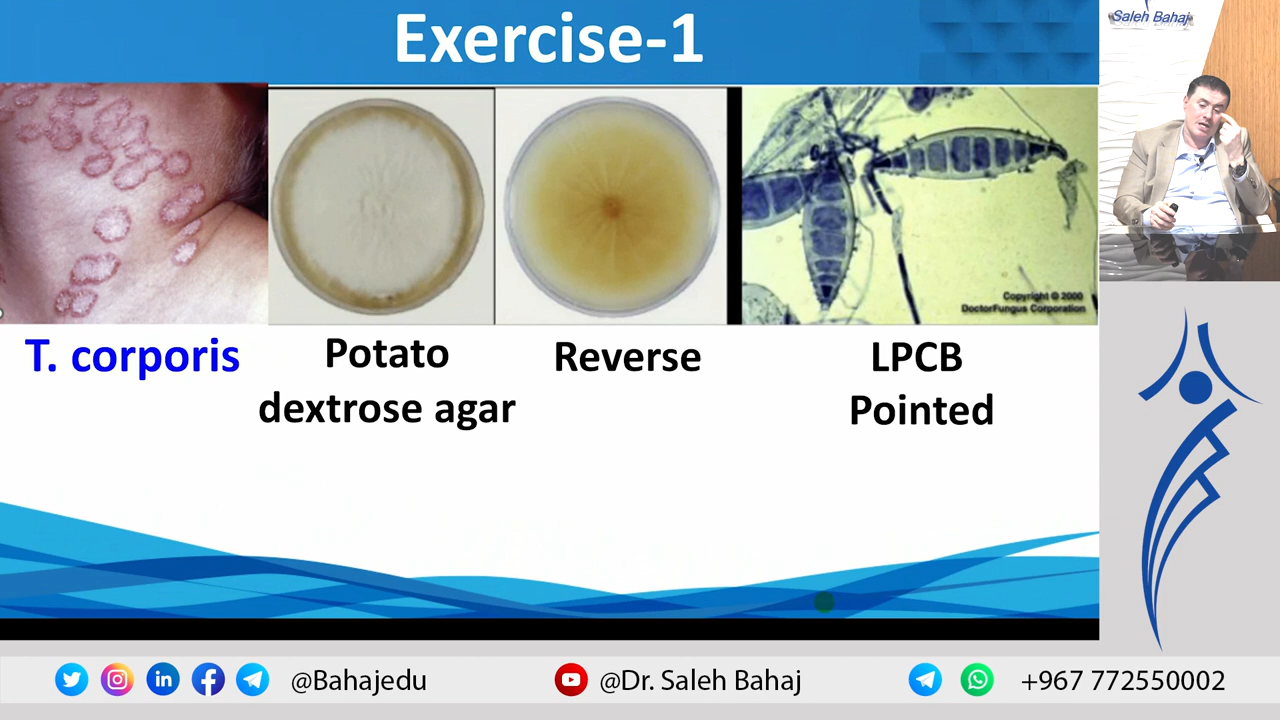 Exercise-1
Saleh Bahaj
Copyright © 2000
DoctorFungus Corporation
T. corporis
Potato
dextrose agar
Reverse
LPCB
Pointed
@Bahajedu
@Dr. Saleh Bahaj
+967 772550002